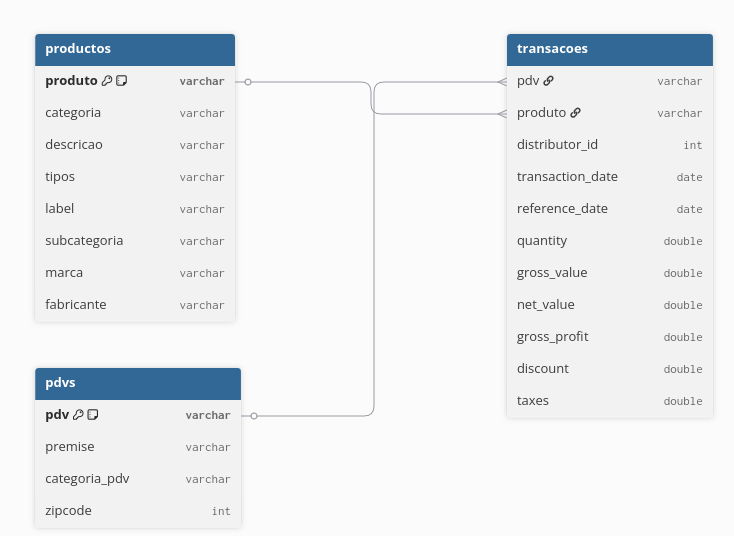 productos
produto varchar
categoria varchar
descricao varchar
tipos varchar
label varchar
subcategoria varchar
marca varchar
fabricante varchar
pdvs
pdv varchar
premise varchar
categoria_pdv varchar
zipcode int
transacoes
pdv varchar
produto varchar
distributor_id int
transaction_date date
reference_date date
quantity double
gross_value double
net_value double
gross_profit double
discount double
taxes double